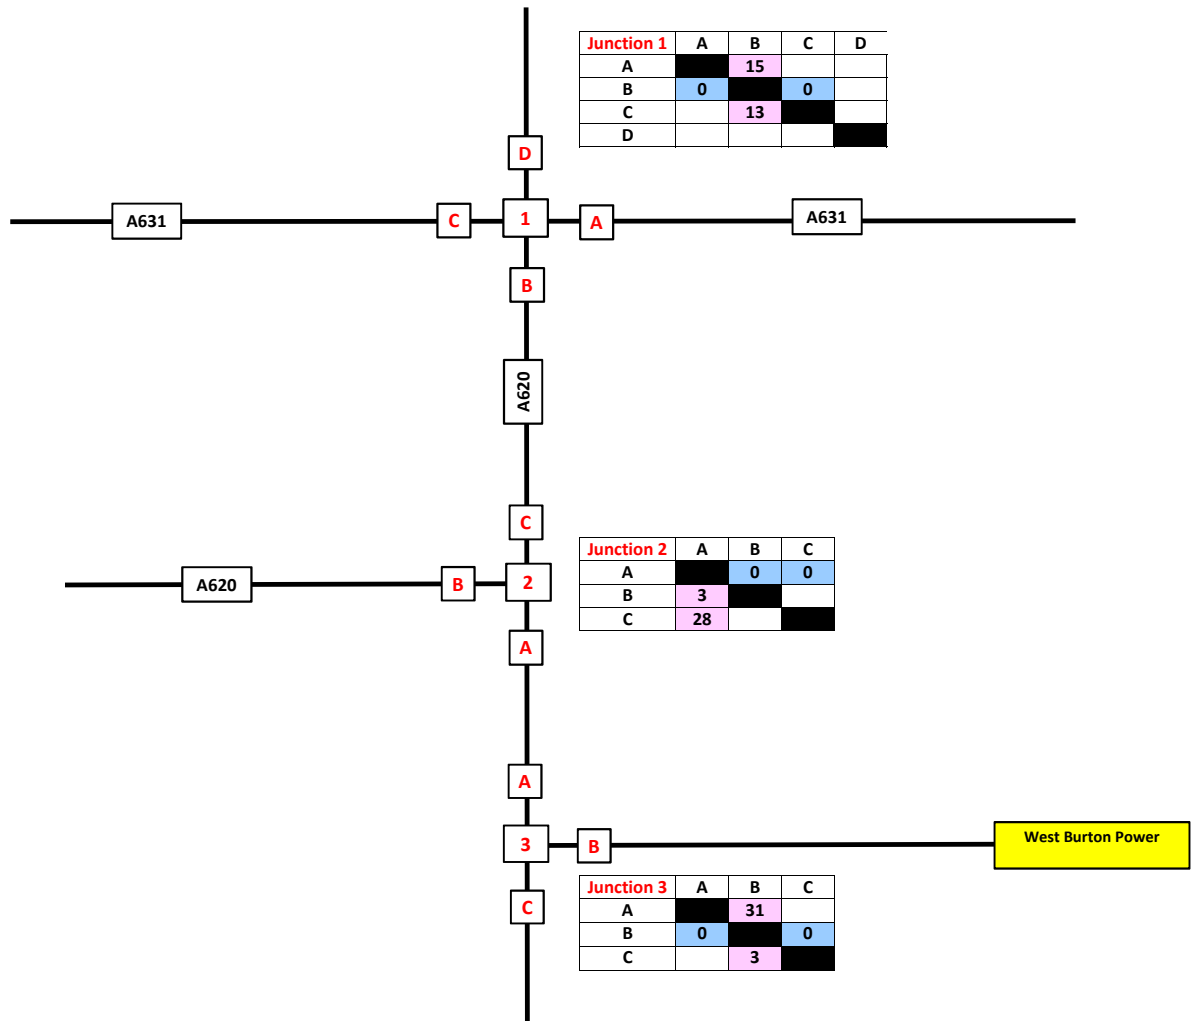 Junction 1 A B C D
A 15
B 0 0
C 13
D
D
A631 C 1 A A631
B
A620
C
Junction 2 A B C
A 0 0
B 3
C 28
A620 B 2
A
A
3 B West Burton Power
C
Junction 3 A B C
A 31
B 0 0
C 3